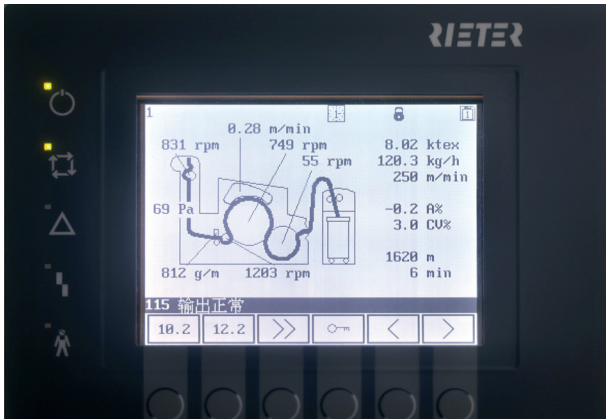 RIETER
1
0.28 m/min
831 rpm 749 rpm 8.02 ktex
55 rpm 120.3 kg/h
250 m/min
69 Pa -0.2 A%
3.0 CV%
1620 m
812 g/m 1203 rpm 6 min
115 输出正常
10.2 12.2 >> < >